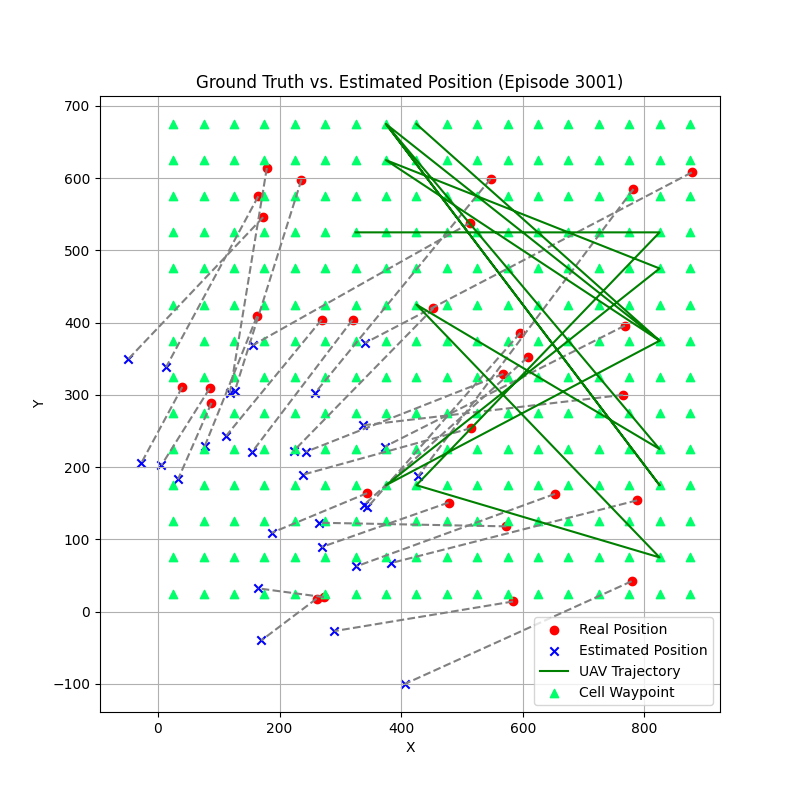 Ground Truth vs. Estimated Position (Episode 3001)
700
600
500
400
300
200
100
0
−100
Y
0
200
400
600
800
X
Real Position
Estimated Position
UAV Trajectory
Cell Waypoint